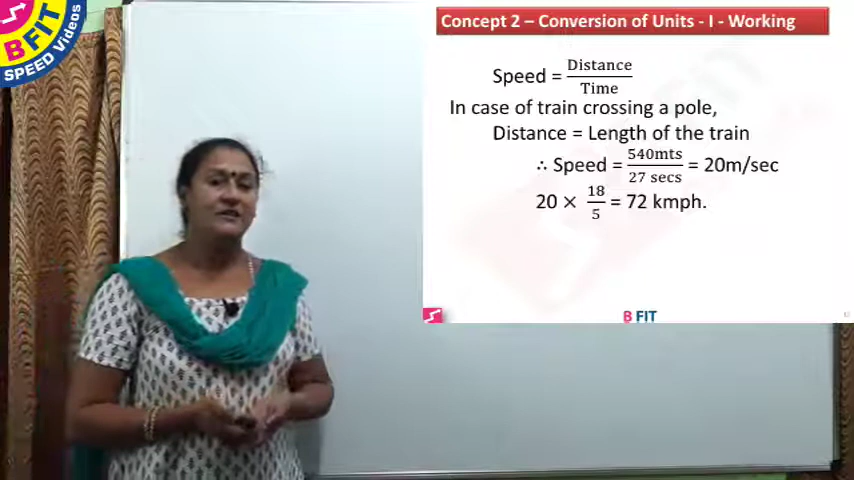 B FIT
SPEED Videos
Concept 2 – Conversion of Units - I - Working
Speed = Distance/Time
In case of train crossing a pole,
Distance = Length of the train
∴ Speed = 540mts/27 secs = 20m/sec
20 × 18/5 = 72 kmph.
B FIT